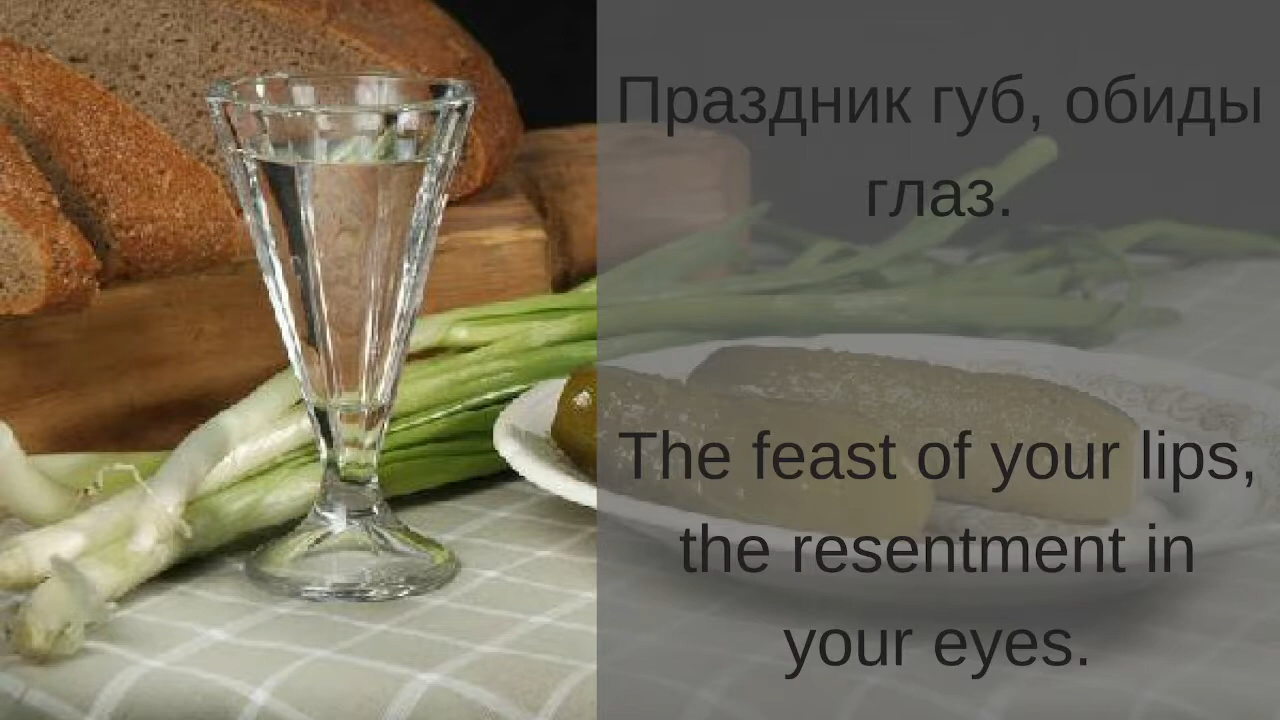 Праздник губ, обиды
глаз.
The feast of your lips,
the resentment in
your eyes.